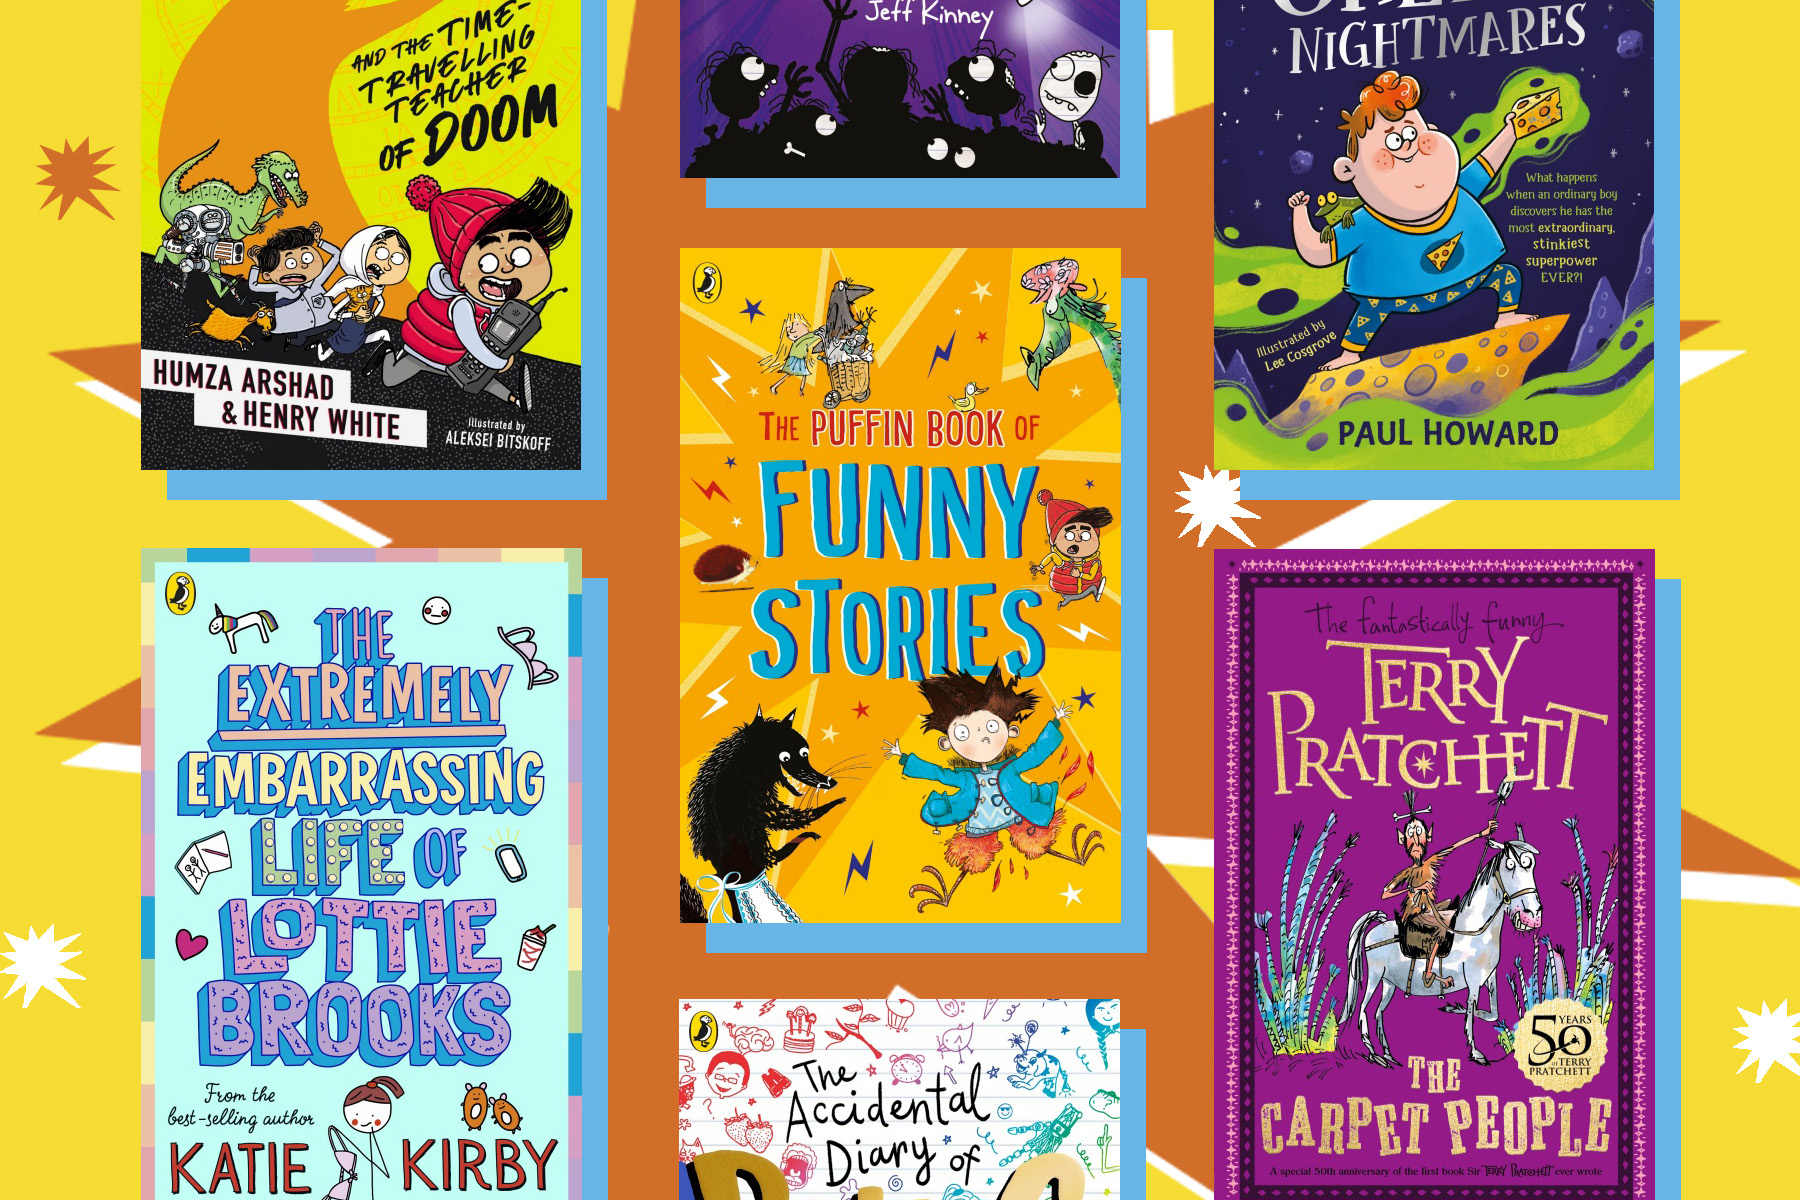 AND THE TIME-
TRAVELLING
TEACHER
OF DOOM
HUMZA ARSHAD
& HENRY WHITE
Illustrated by
ALEKSEI BITSKOFF
Jeff Kinney
NIGHTMARES
What happens
when an ordinary boy
discovers he has the
most extraordinary,
stinkiest
superpower
EVER?!
Illustrated by
Lee Cosgrove
PAUL HOWARD
THE PUFFIN BOOK OF
FUNNY
STORIES
THE
EXTREMELY
EMBARRASSING
LIFE OF
LOTTIE
BROOKS
From the
best-selling author
KATIE KIRBY
The
Accidental
Diary of
The fantastically funny
TERRY
PRATCHETT
50 YEARS
OF TERRY
PRATCHETT
THE
CARPET PEOPLE
A special 50th anniversary of the first book Sir TERRY PRATCHETT ever wrote